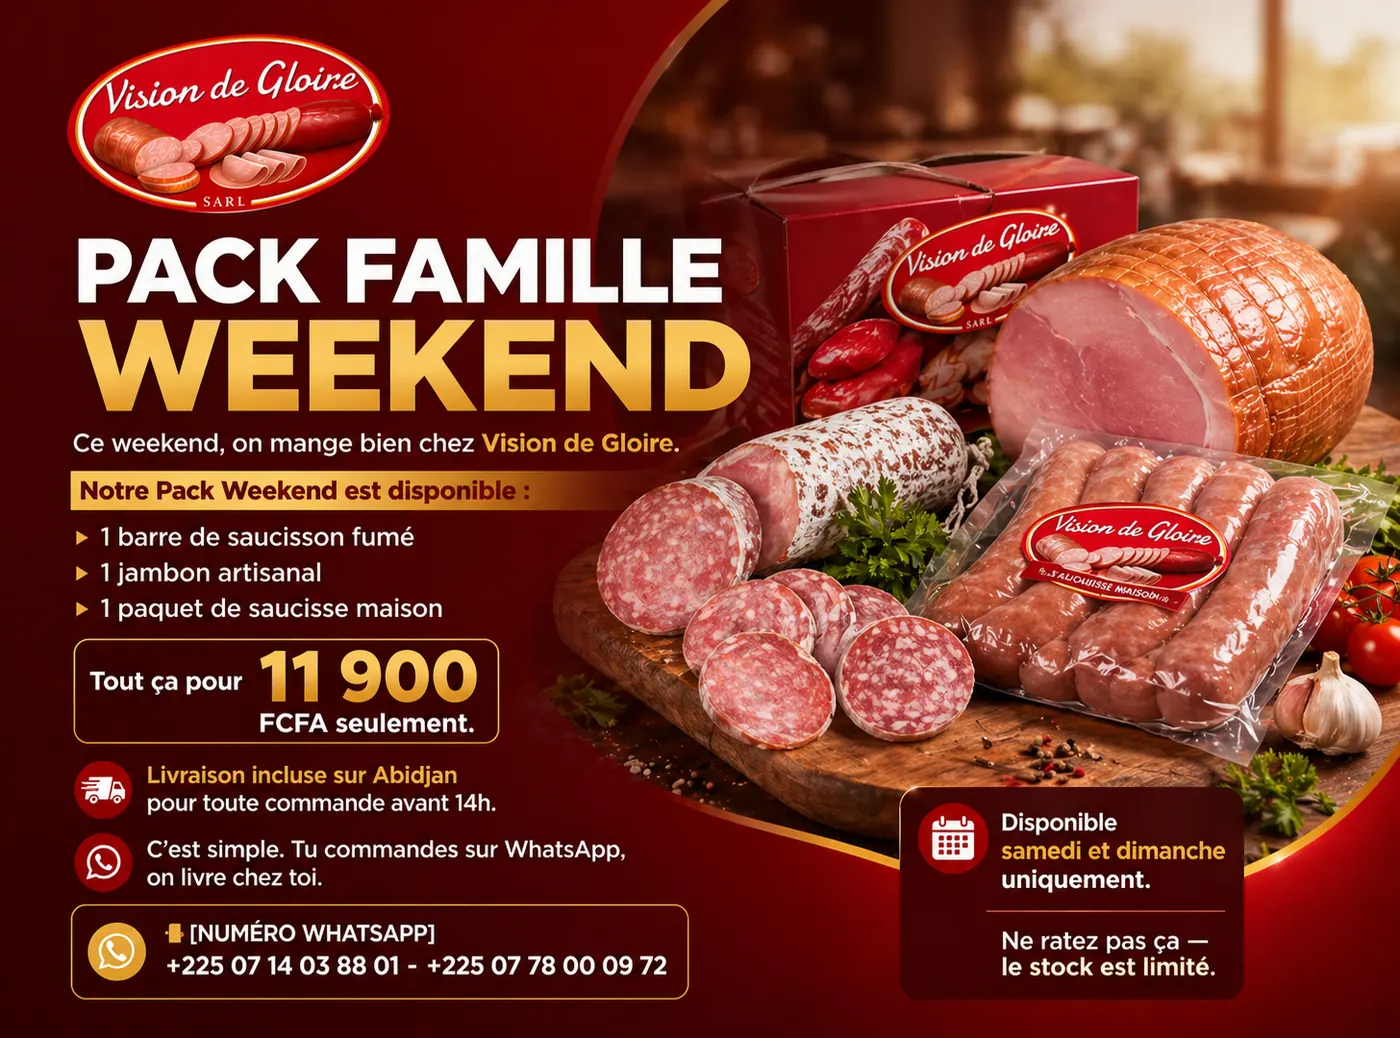 Vision de Gloire
SARL
PACK FAMILLE
WEEKEND
Ce weekend, on mange bien chez Vision de Gloire.
Notre Pack Weekend est disponible :
1 barre de saucisson fumé
1 jambon artisanal
1 paquet de saucisse maison
Tout ça pour 11 900
FCFA seulement.
Livraison incluse sur Abidjan
pour toute commande avant 14h.
C'est simple. Tu commandes sur WhatsApp,
on livre chez toi.
[NUMÉRO WHATSAPP]
+225 07 14 03 88 01 - +225 07 78 00 09 72
Vision de Gloire
SARL
Vision de Gloire
Disponible
samedi et dimanche
uniquement.
Ne ratez pas ça —
le stock est limité.